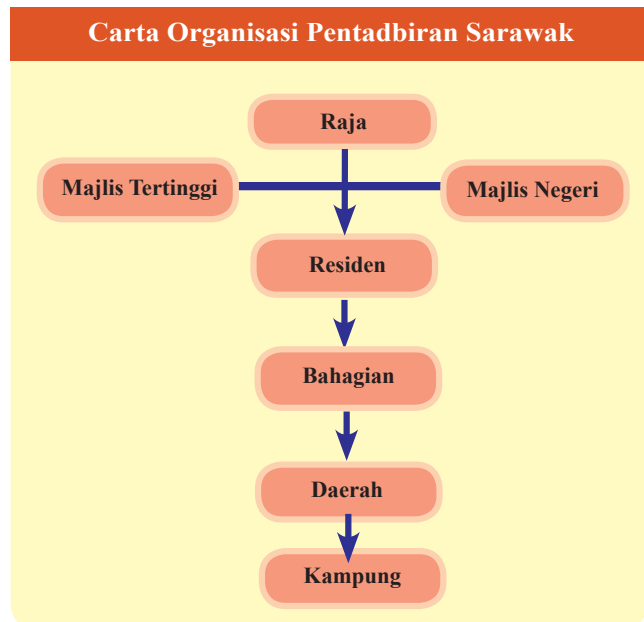 Carta Organisasi Pentadbiran Sarawak
Raja
Majlis Tertinggi
Majlis Negeri
Residen
Bahagian
Daerah
Kampung